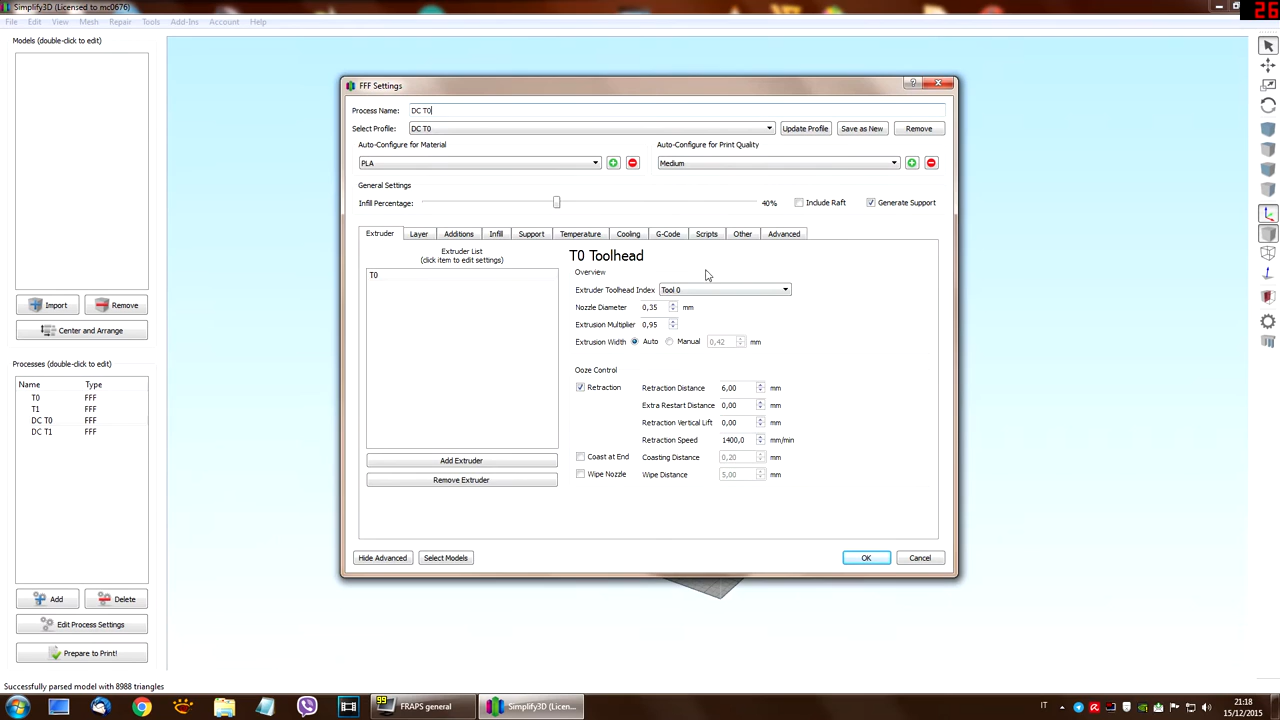 Simplify3D (Licensed to mc0676)
26
File Edit View Mesh Repair Tools Add-Ins Account Help
Models (double-click to edit)
Import Remove
Center and Arrange
Processes (double-click to edit)
Name Type
T0 FFF
T1 FFF
DC T0 FFF
DC T1 FFF
Add Delete
Edit Process Settings
Prepare to Print!
Successfully parsed model with 8988 triangles
FFF Settings
Process Name: DC T0
Select Profile: DC T0 Update Profile Save as New Remove
Auto-Configure for Material Auto-Configure for Print Quality
PLA Medium
General Settings
Infill Percentage: 40% Include Raft Generate Support
Extruder Layer Additions Infill Support Temperature Cooling G-Code Scripts Other Advanced
Extruder List
(click item to edit settings)
T0
Add Extruder
Remove Extruder
T0 Toolhead
Overview
Extruder Toolhead Index Tool 0
Nozzle Diameter 0,35 mm
Extrusion Multiplier 0,95
Extrusion Width Auto Manual 0,42 mm
Ooze Control
Retraction Retraction Distance 6,00 mm
Extra Restart Distance 0,00 mm
Retraction Vertical Lift 0,00 mm
Retraction Speed 1400,0 mm/min
Coast at End Coasting Distance 0,20 mm
Wipe Nozzle Wipe Distance 5,00 mm
Hide Advanced Select Models OK Cancel
99 FRAPS general Simplify3D (Licen...
IT 21:18
15/12/2015